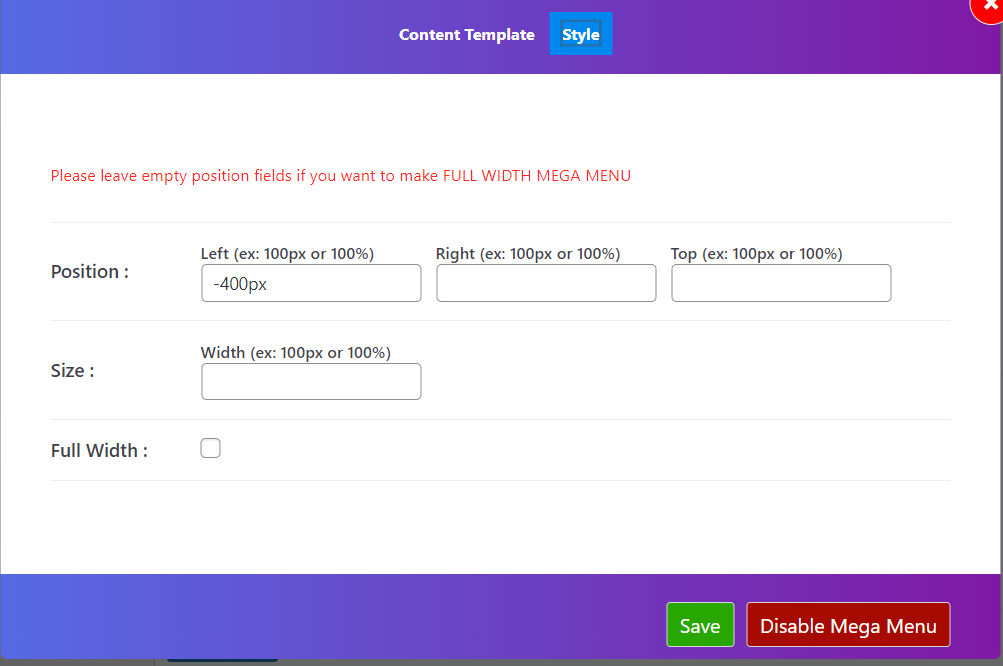 Content Template Style
Please leave empty position fields if you want to make FULL WIDTH MEGA MENU
Left (ex: 100px or 100%) Right (ex: 100px or 100%) Top (ex: 100px or 100%)
Position :
-400px
Width (ex: 100px or 100%)
Size :
Full Width :
Save Disable Mega Menu